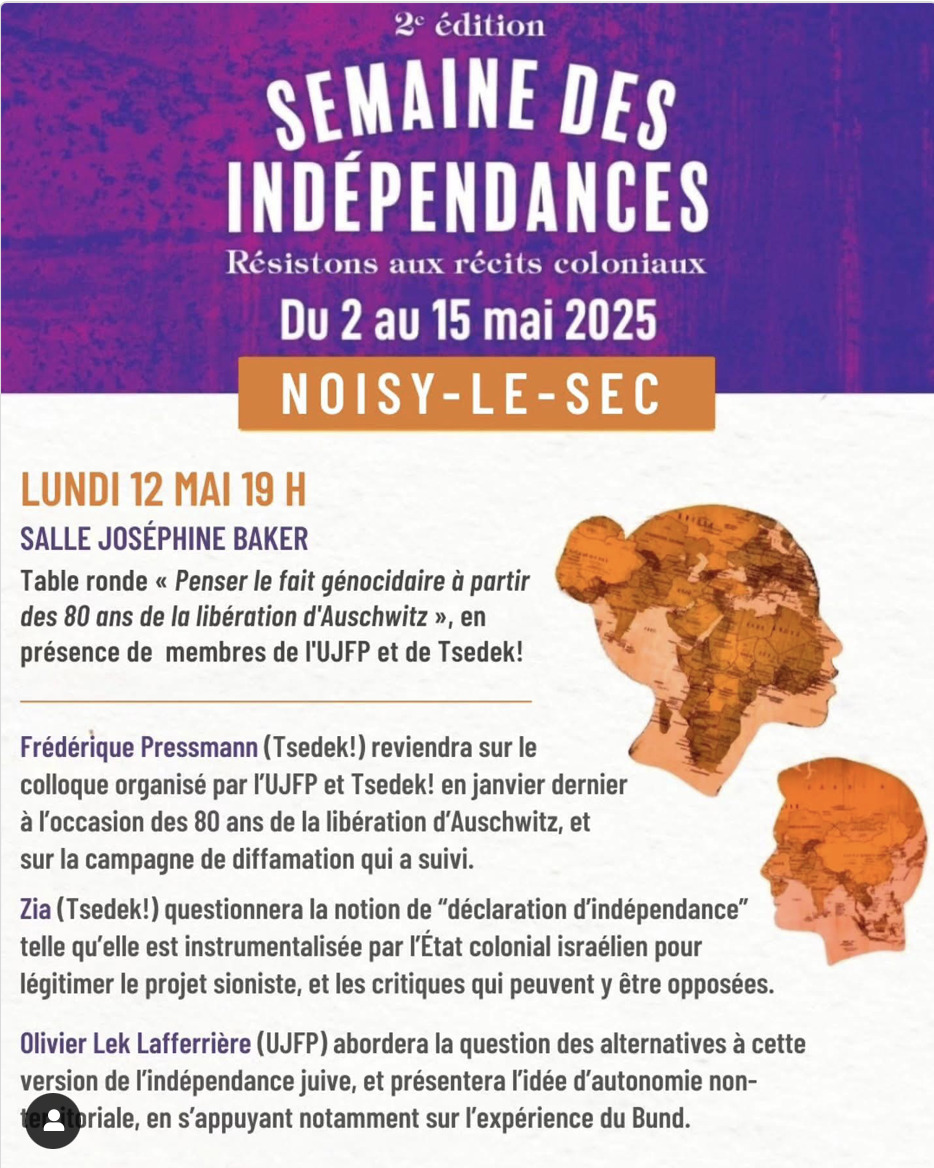 2e édition
SEMAINE DES
INDÉPENDANCES
Résistons aux récits coloniaux
Du 2 au 15 mai 2025
NOISY-LE-SEC
LUNDI 12 MAI 19 H
SALLE JOSÉPHINE BAKER
Table ronde « Penser le fait génocidaire à partir
des 80 ans de la libération d'Auschwitz », en
présence de membres de l'UJFP et de Tsedek!
Frédérique Pressmann (Tsedek!) reviendra sur le
colloque organisé par l’UJFP et Tsedek! en janvier dernier
à l’occasion des 80 ans de la libération d’Auschwitz, et
sur la campagne de diffamation qui a suivi.
Zia (Tsedek!) questionnera la notion de “déclaration d’indépendance”
telle qu’elle est instrumentalisée par l’État colonial israélien pour
légitimer le projet sioniste, et les critiques qui peuvent y être opposées.
Olivier Lek Lafferrière (UJFP) abordera la question des alternatives à cette
version de l’indépendance juive, et présentera l’idée d’autonomie non-
territoriale, en s’appuyant notamment sur l’expérience du Bund.